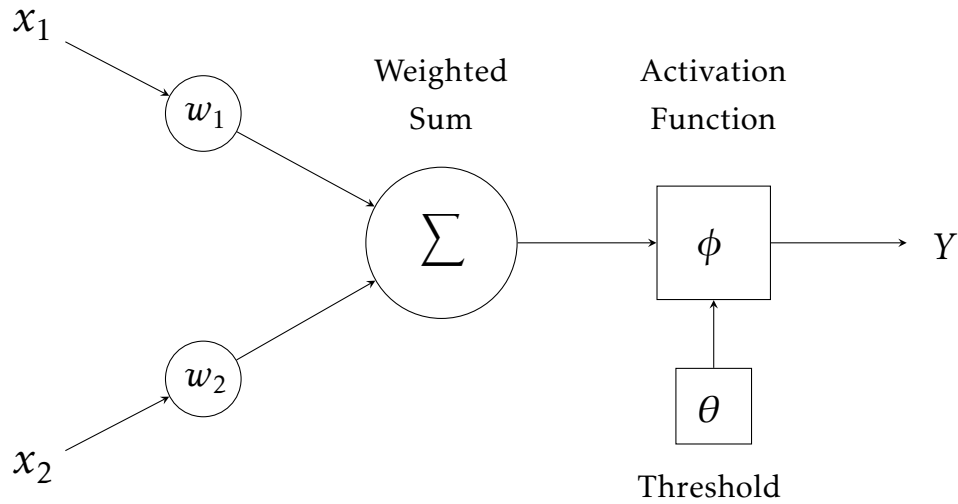 x₁
Weighted
Sum
Activation
Function
w₁
∑
ϕ
Y
w₂
θ
x₂
Threshold